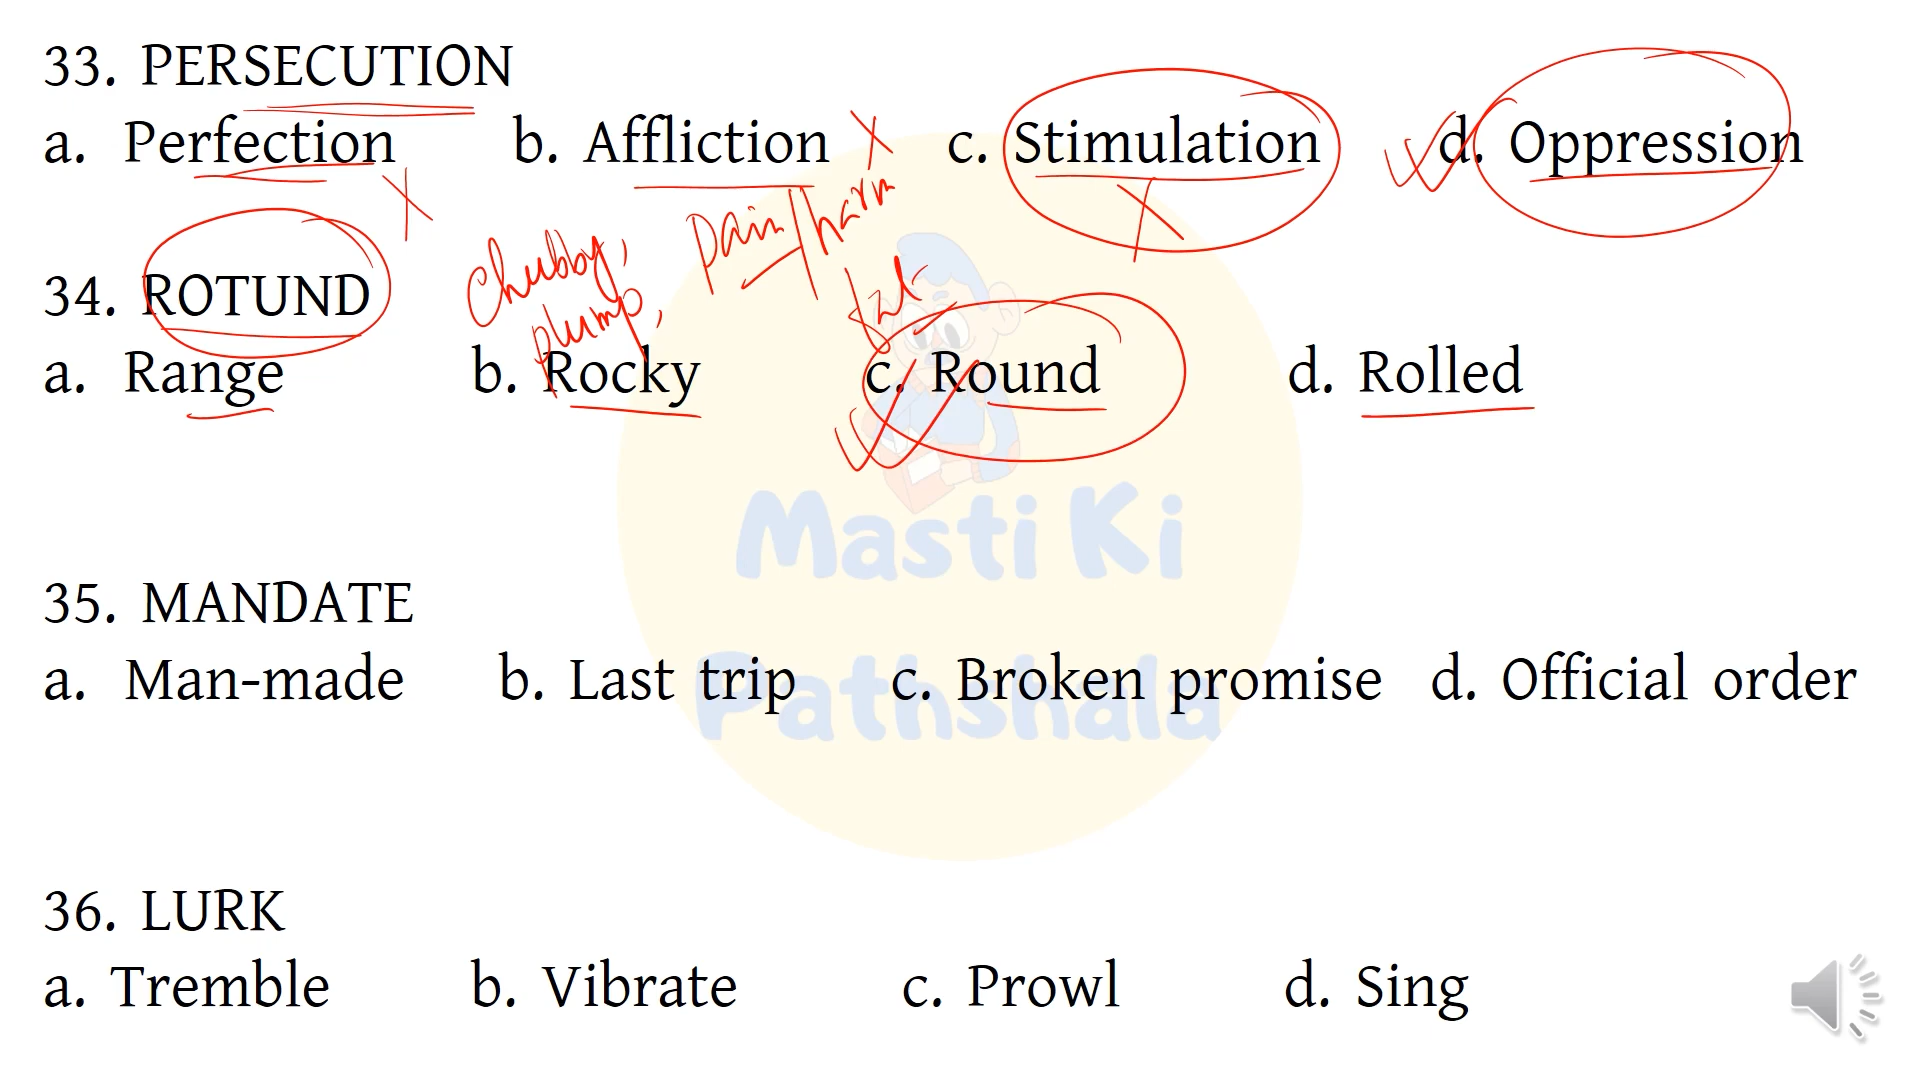 33. PERSECUTION
a. Perfection b. Affliction c. Stimulation d. Oppression
pain/harm
chubby,
plump,
34. ROTUND
a. Range b. Rocky c. Round d. Rolled
Masti Ki
Pathshala
35. MANDATE
a. Man-made b. Last trip c. Broken promise d. Official order
36. LURK
a. Tremble b. Vibrate c. Prowl d. Sing